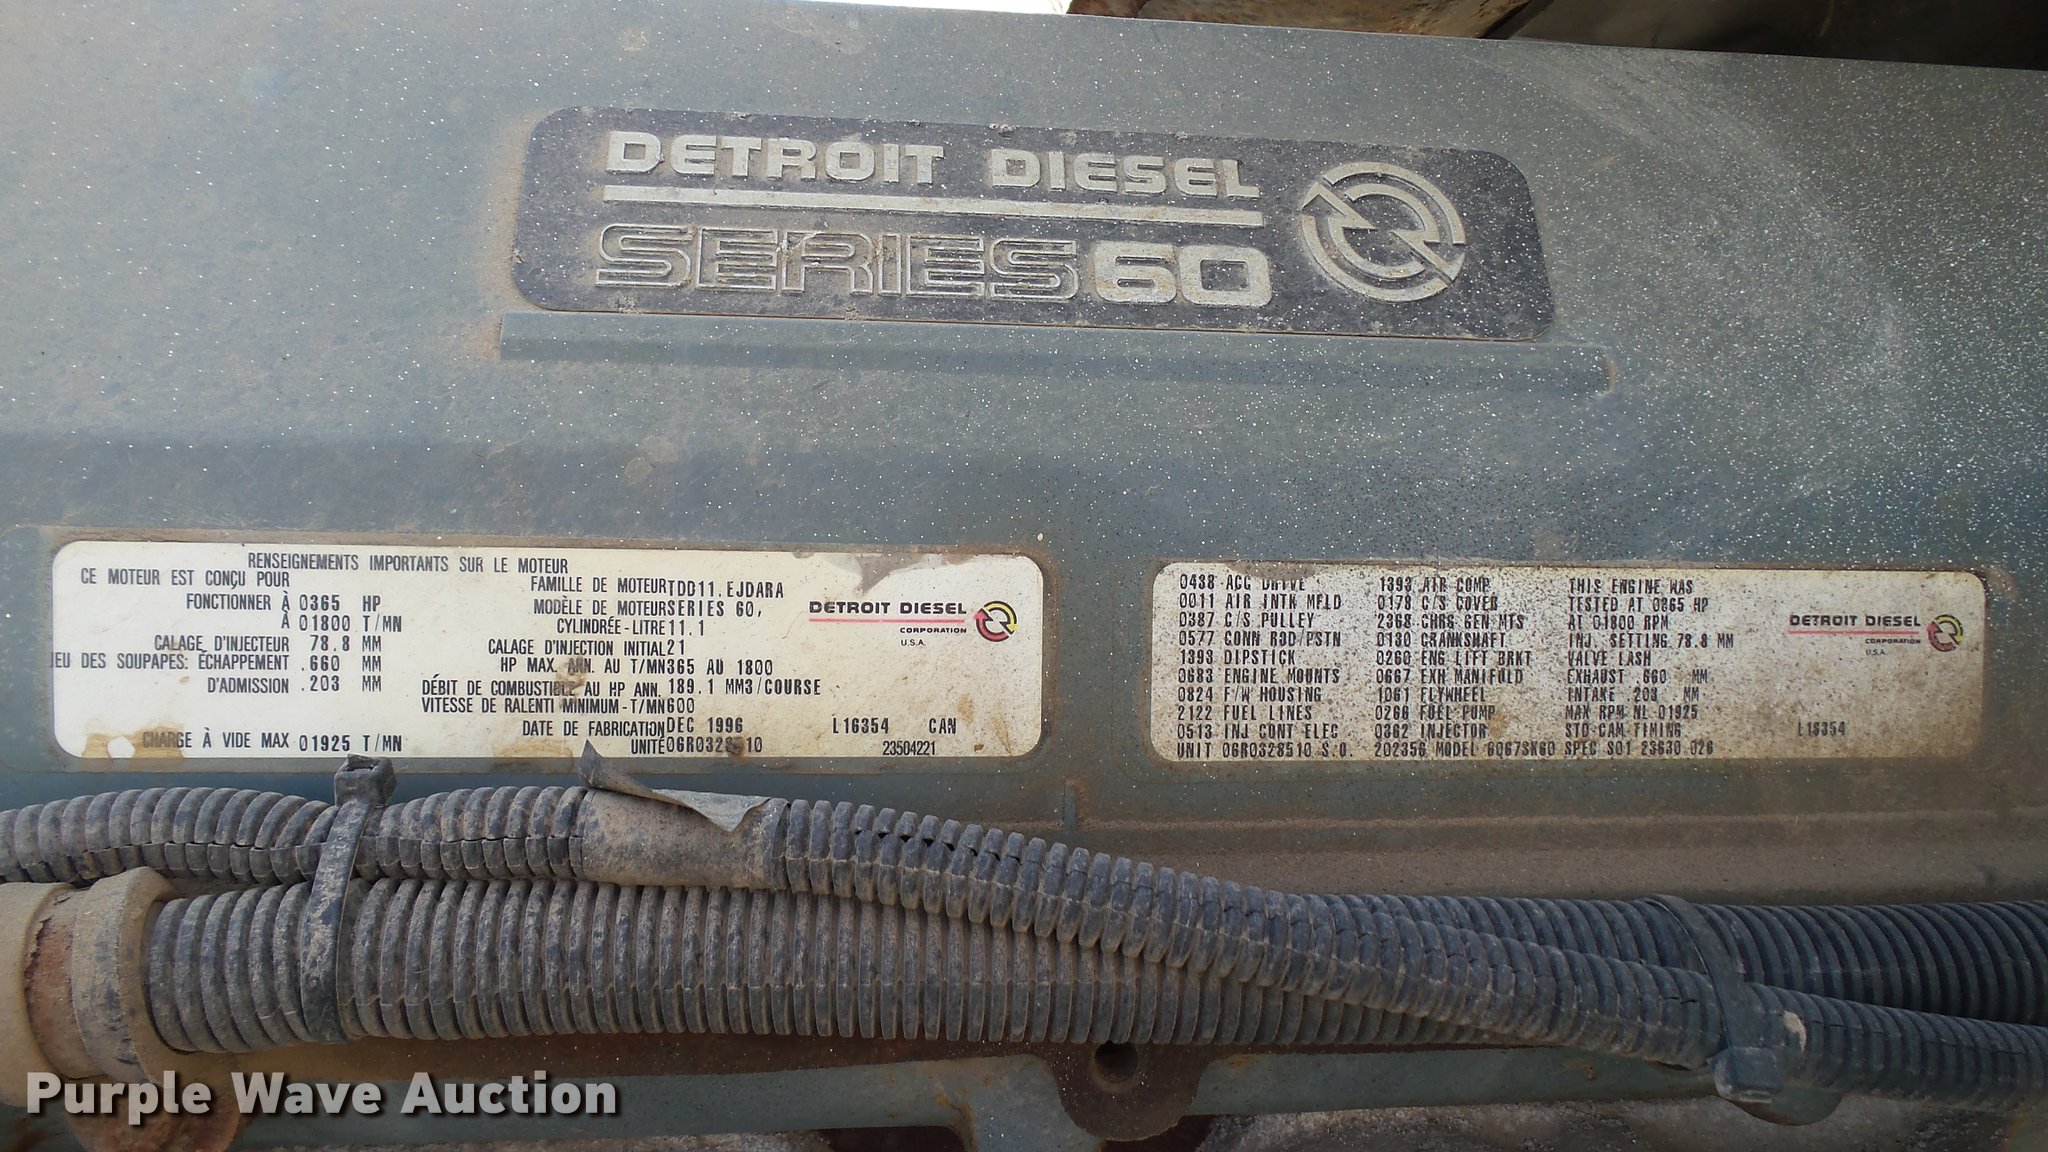 DETROIT DIESEL
SERIES 60
RENSEIGNEMENTS IMPORTANTS SUR LE MOTEUR
CE MOTEUR EST CONÇU POUR
FONCTIONNER À 0365 HP
À 01800 T/MN
CALAGE D'INJECTEUR 78.8 MM
JEU DES SOUPAPES: ÉCHAPPEMENT .660 MM
D'ADMISSION .203 MM
CHARGE À VIDE MAX 01925 T/MN
FAMILLE DE MOTEUR TDD11.EJDARA
MODÈLE DE MOTEUR SERIES 60,
CYLINDRÉE-LITRE 11.1
CALAGE D'INJECTION INITIAL 21
HP MAX. ANN. AU T/MN 365 AU 1800
DÉBIT DE COMBUSTIBLE AU HP ANN. 189.1 MM3/COURSE
VITESSE DE RALENTI MINIMUM-T/MN 600
DATE DE FABRICATION DEC 1996 L16354 CAN
UNITÉ 06R0328510 23504221
DETROIT DIESEL
CORPORATION
U.S.A.
0438 ACC DRIVE 1393 AIR COMP THIS ENGINE WAS
0011 AIR INTK MFLD 0178 C/S COVER TESTED AT 0365 HP
0387 C/S PULLEY 2368 CHRG GEN MTS AT 01800 RPM
0577 CONN ROD/PSTN 0130 CRANKSHAFT INJ. SETTING 78.8 MM
1393 DIPSTICK 0260 ENG LIFT BRKT VALVE LASH
0683 ENGINE MOUNTS 0667 EXH MANIFOLD EXHAUST .660 MM
0824 F/W HOUSING 1061 FLYWHEEL INTAKE .203 MM
2122 FUEL LINES 0266 FUEL PUMP MAX RPM NL 01925
0513 INJ CONT ELEC 0362 INJECTOR STD-CAM-TIMING L16354
UNIT 06R0328510 S.O. 202356 MODEL 6067SK60 SPEC S01 23630 026
DETROIT DIESEL
CORPORATION
U.S.A.
Purple Wave Auction